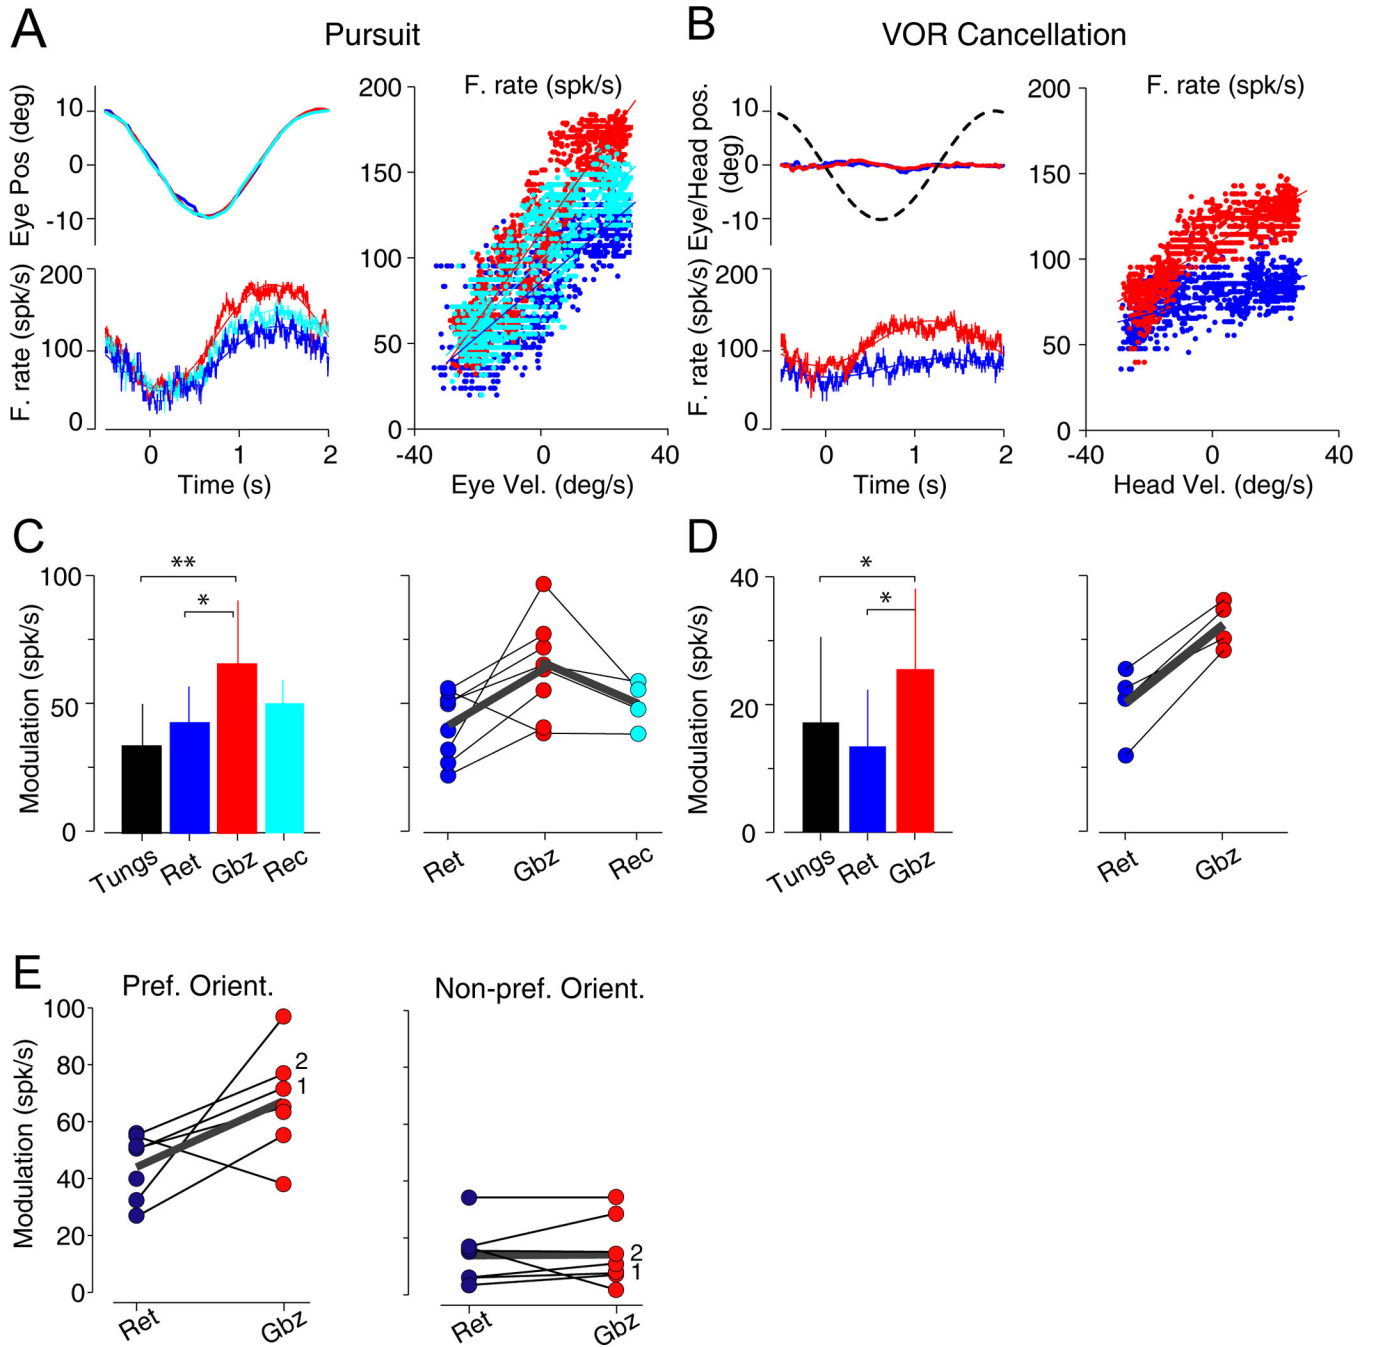 A
Pursuit
B
VOR Cancellation
Eye Pos (deg)
10
0
-10
F. rate (spk/s)
200
100
0
0 1 2
Time (s)
F. rate (spk/s)
200
150
100
50
0
-40 0 40
Eye Vel. (deg/s)
Eye/Head pos.
(deg)
10
0
-10
F. rate (spk/s)
200
100
0
0 1 2
Time (s)
F. rate (spk/s)
200
150
100
50
0
-40 0 40
Head Vel. (deg/s)
C
Modulation (spk/s)
100
50
0
**
*
Tungs Ret Gbz Rec
Ret Gbz Rec
D
Modulation (spk/s)
40
20
0
*
*
Tungs Ret Gbz
Ret Gbz
E
Pref. Orient.
Non-pref. Orient.
Modulation (spk/s)
100
80
60
40
20
0
2
1
Ret Gbz
2
1
Ret Gbz